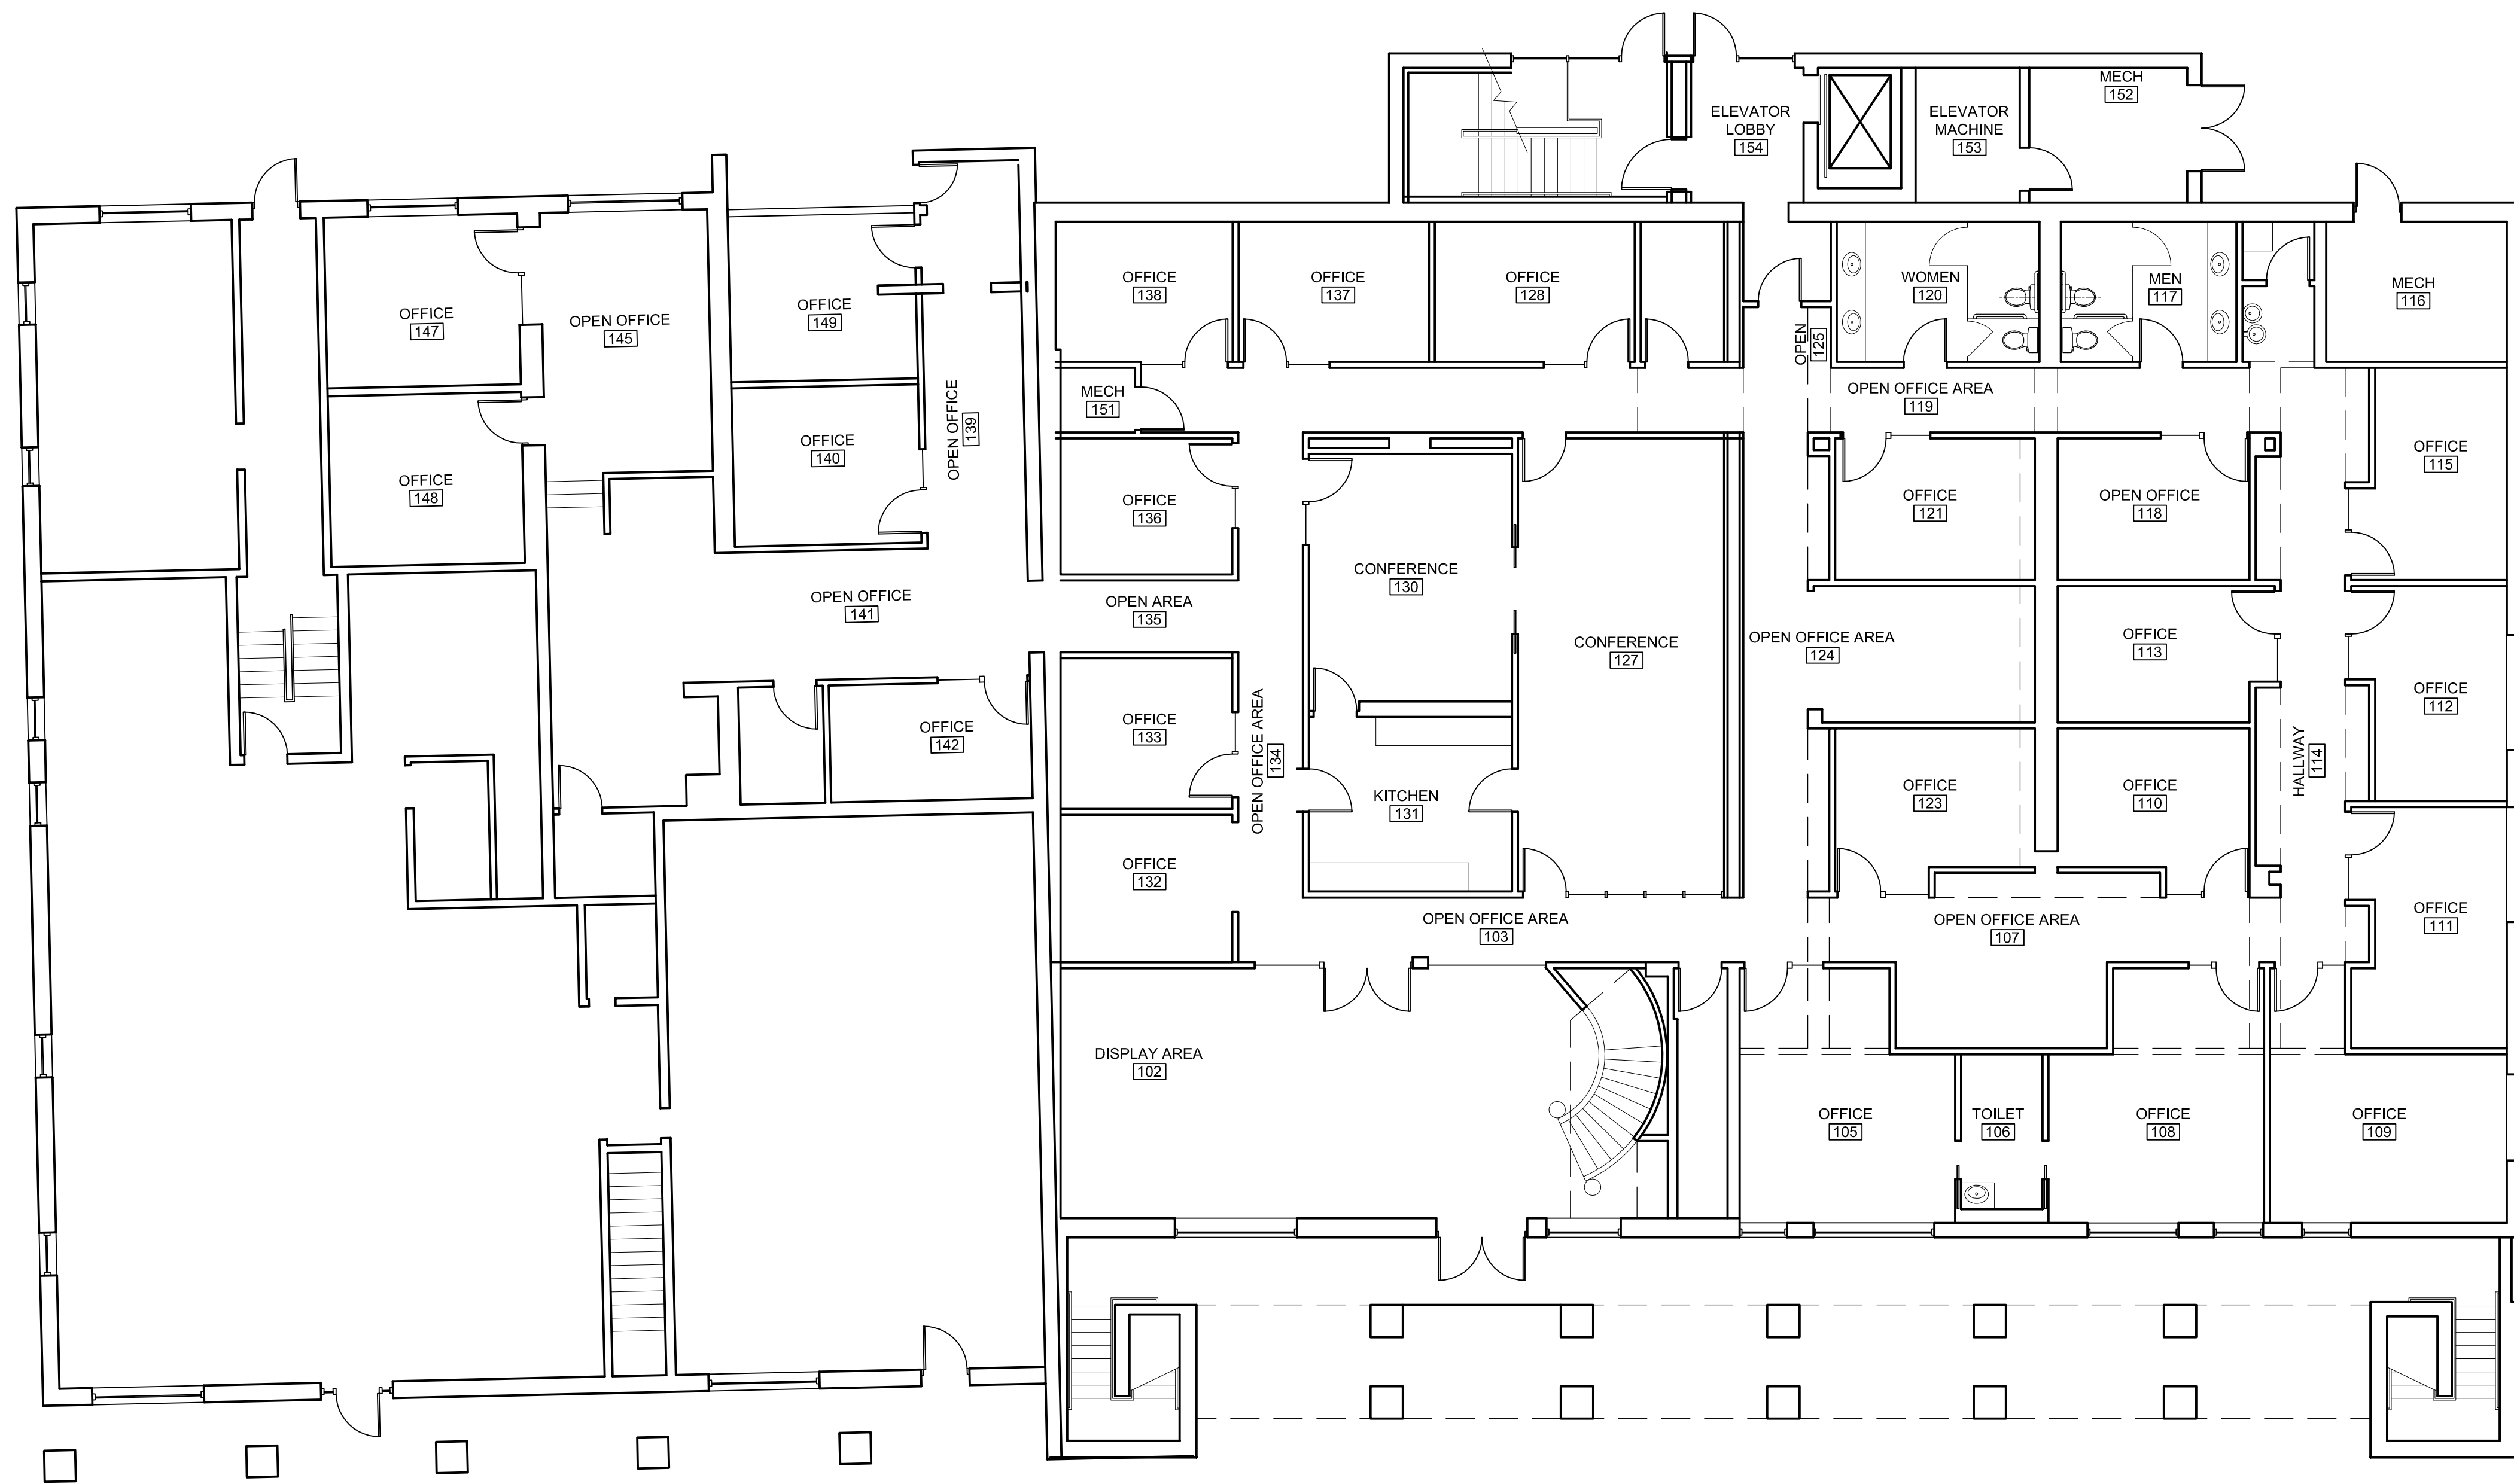 MECH
152
ELEVATOR
LOBBY
154
ELEVATOR
MACHINE
153
OFFICE
138
OFFICE
137
OFFICE
128
WOMEN
120
MEN
117
MECH
116
OFFICE
147
OPEN OFFICE
145
OFFICE
149
OPEN
125
MECH
151
OPEN OFFICE AREA
119
OPEN OFFICE
139
OFFICE
140
OFFICE
148
OFFICE
136
OFFICE
121
OPEN OFFICE
118
OFFICE
115
CONFERENCE
130
OPEN OFFICE
141
OPEN AREA
135
CONFERENCE
127
OPEN OFFICE AREA
124
OFFICE
113
OFFICE
112
OFFICE
142
OFFICE
133
OPEN OFFICE AREA
134
KITCHEN
131
OFFICE
123
OFFICE
110
HALLWAY
114
OFFICE
132
OPEN OFFICE AREA
103
OPEN OFFICE AREA
107
OFFICE
111
DISPLAY AREA
102
OFFICE
105
TOILET
106
OFFICE
108
OFFICE
109